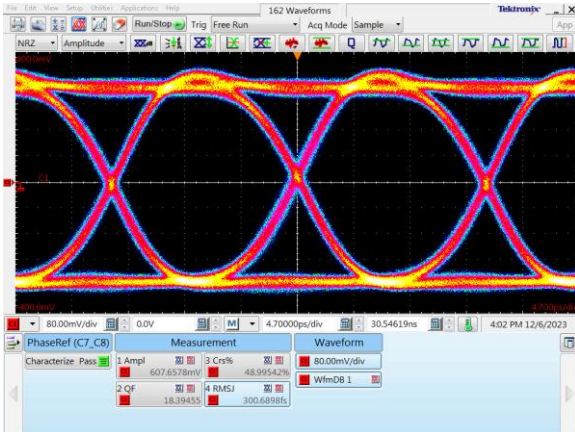 File Edit View Setup Utilities Applications Help 162 Waveforms Tektronix
Run/Stop Trig Free Run Acq Mode Sample App
NRZ Amplitude
C3
80.00mV/div 0.0V M 4.70000ps/div 30.54619ns 4:02 PM 12/6/2023
PhaseRef (C7_C8) Measurement Waveform
Characterize Pass 1 Ampl 3 Crs% 80.00mV/div
607.6578mV 48.99542% WfmDB 1
2 QF 4 RMSJ
18.39455 300.6898fs